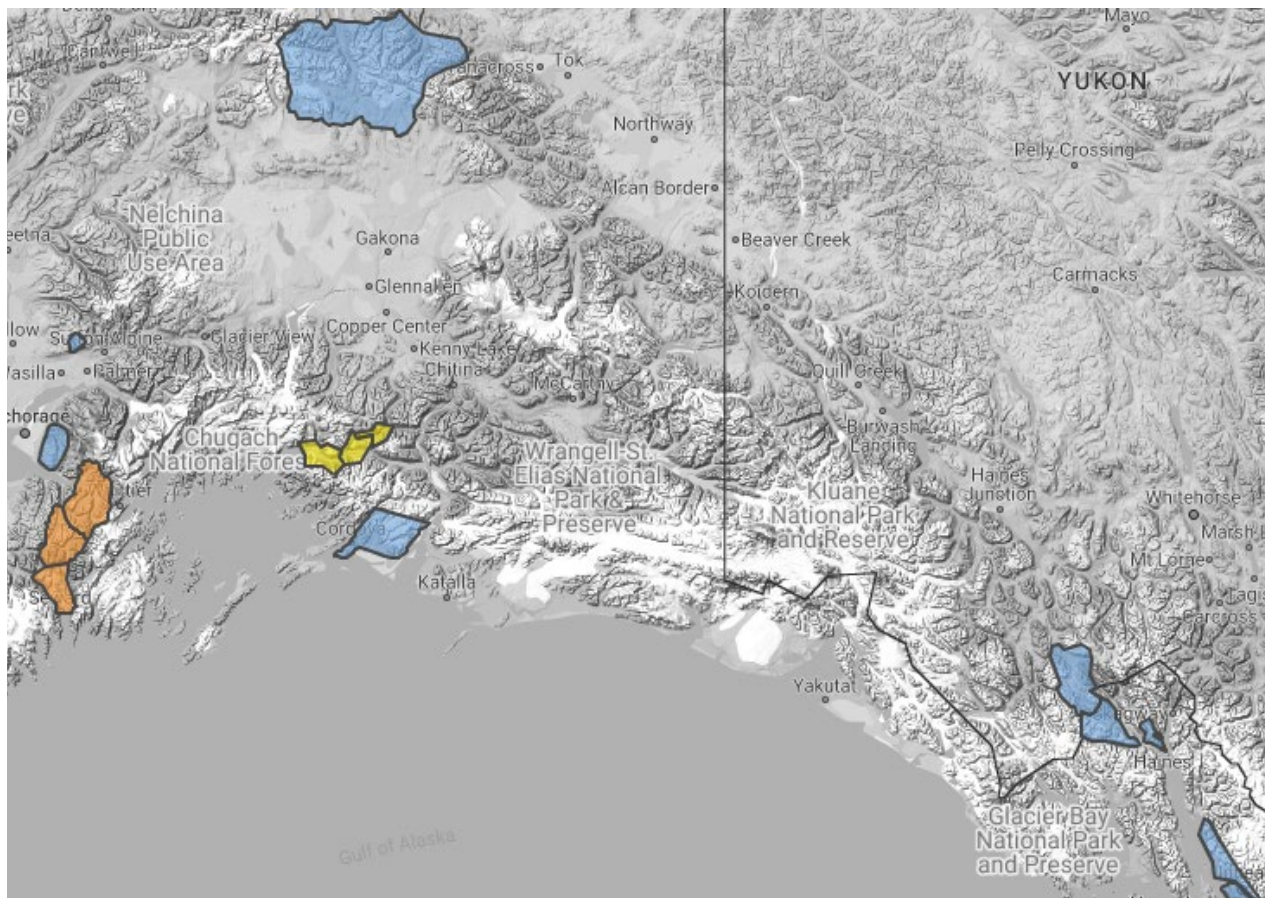 Mayo
Cantwell
YUKON
Tok
Northway
Pelly Crossing
Alcan Border
Nelchina
Public
Use Area
Gakona
Beaver Creek
Carmacks
Glennallen
Koidern
Copper Center
Glacier View
Kenny Lake
Chitina
Palmer
McCarthy
Quill Creek
Burwash
Landing
Chugach
National Forest
Wrangell-St.
Elias National
Park &
Preserve
Haines
Junction
Kluane
National Park
and Reserve
Whitehorse
Marsh
Mt Lorne
Katalla
Carcross
Yakutat
Haines
Glacier Bay
National Park
and Preserve
Gulf of Alaska